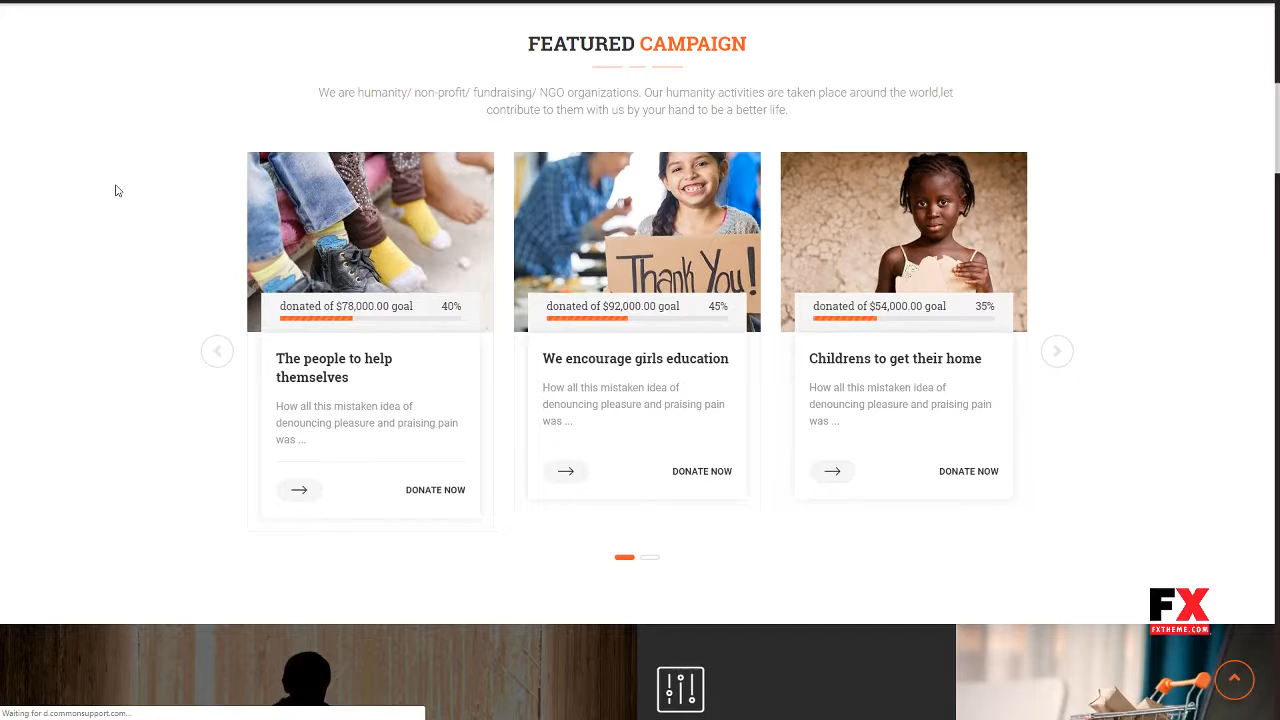 FEATURED CAMPAIGN
We are humanity/ non-profit/ fundraising/ NGO organizations. Our humanity activities are taken place around the world,let
contribute to them with us by your hand to be a better life.
Thank You!
donated of $78,000.00 goal 40%
donated of $92,000.00 goal 45%
donated of $54,000.00 goal 35%
The people to help
themselves
How all this mistaken idea of
denouncing pleasure and praising pain
was ...
DONATE NOW
We encourage girls education
How all this mistaken idea of
denouncing pleasure and praising pain
was ...
DONATE NOW
Childrens to get their home
How all this mistaken idea of
denouncing pleasure and praising pain
was ...
DONATE NOW
FX
FXTHEME.COM
Waiting for d.commonsupport.com...